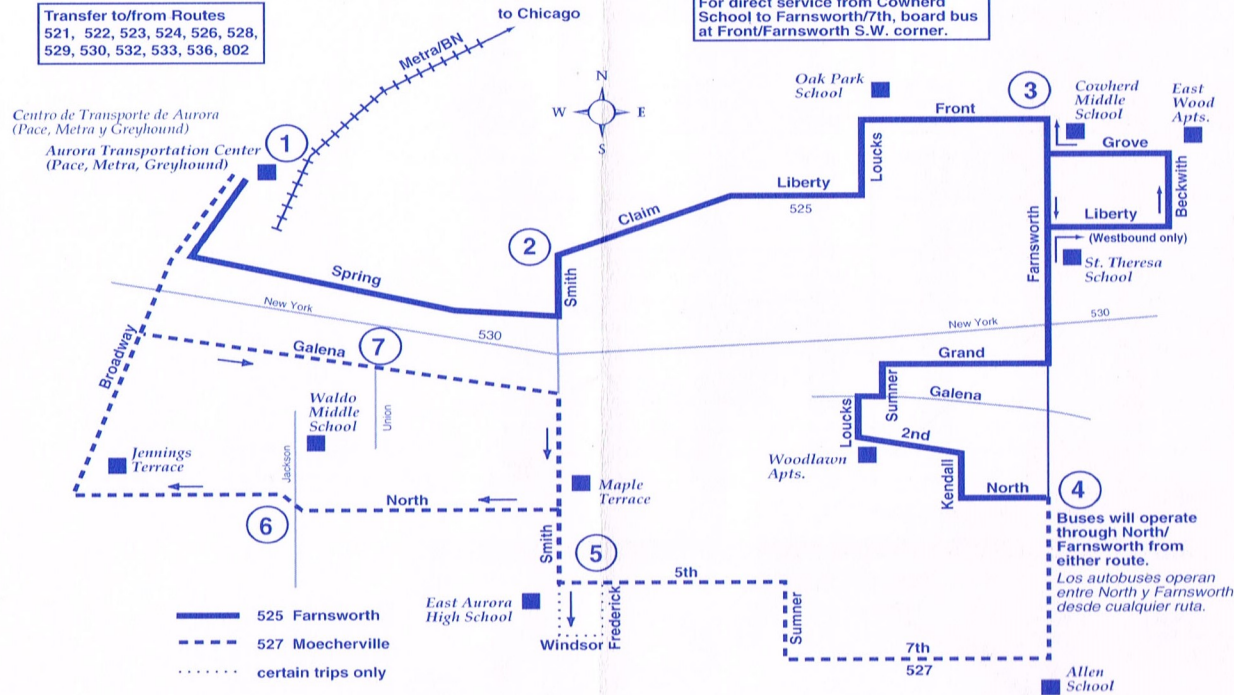 Transfer to/from Routes
521, 522, 523, 524, 526, 528,
529, 530, 532, 533, 536, 802
to Chicago
Metra/BN
For direct service from Cowherd
School to Farnsworth/7th, board bus
at Front/Farnsworth S.W. corner.
N
W
E
S
Centro de Transporte de Aurora
(Pace, Metra y Greyhound)
Aurora Transportation Center
(Pace, Metra, Greyhound)
1
Oak Park
School
3
Cowherd
Middle
School
East
Wood
Apts.
Front
Grove
Loucks
Beckwith
Liberty
525
Liberty
(Westbound only)
Farnsworth
St. Theresa
School
2
Claim
Smith
Spring
New York
530
New York
530
Broadway
Galena
7
Grand
Sumner
Galena
Loucks
2nd
Kendall
North
Woodlawn
Apts.
4
Waldo
Middle
School
Union
Jackson
Jennings
Terrace
North
6
Maple
Terrace
Smith
5
5th
Buses will operate
through North/
Farnsworth from
either route.
Los autobuses operan
entre North y Farnsworth
desde cualquier ruta.
East Aurora
High School
Windsor
Frederick
Sumner
7th
527
Allen
School
525 Farnsworth
527 Moecherville
certain trips only